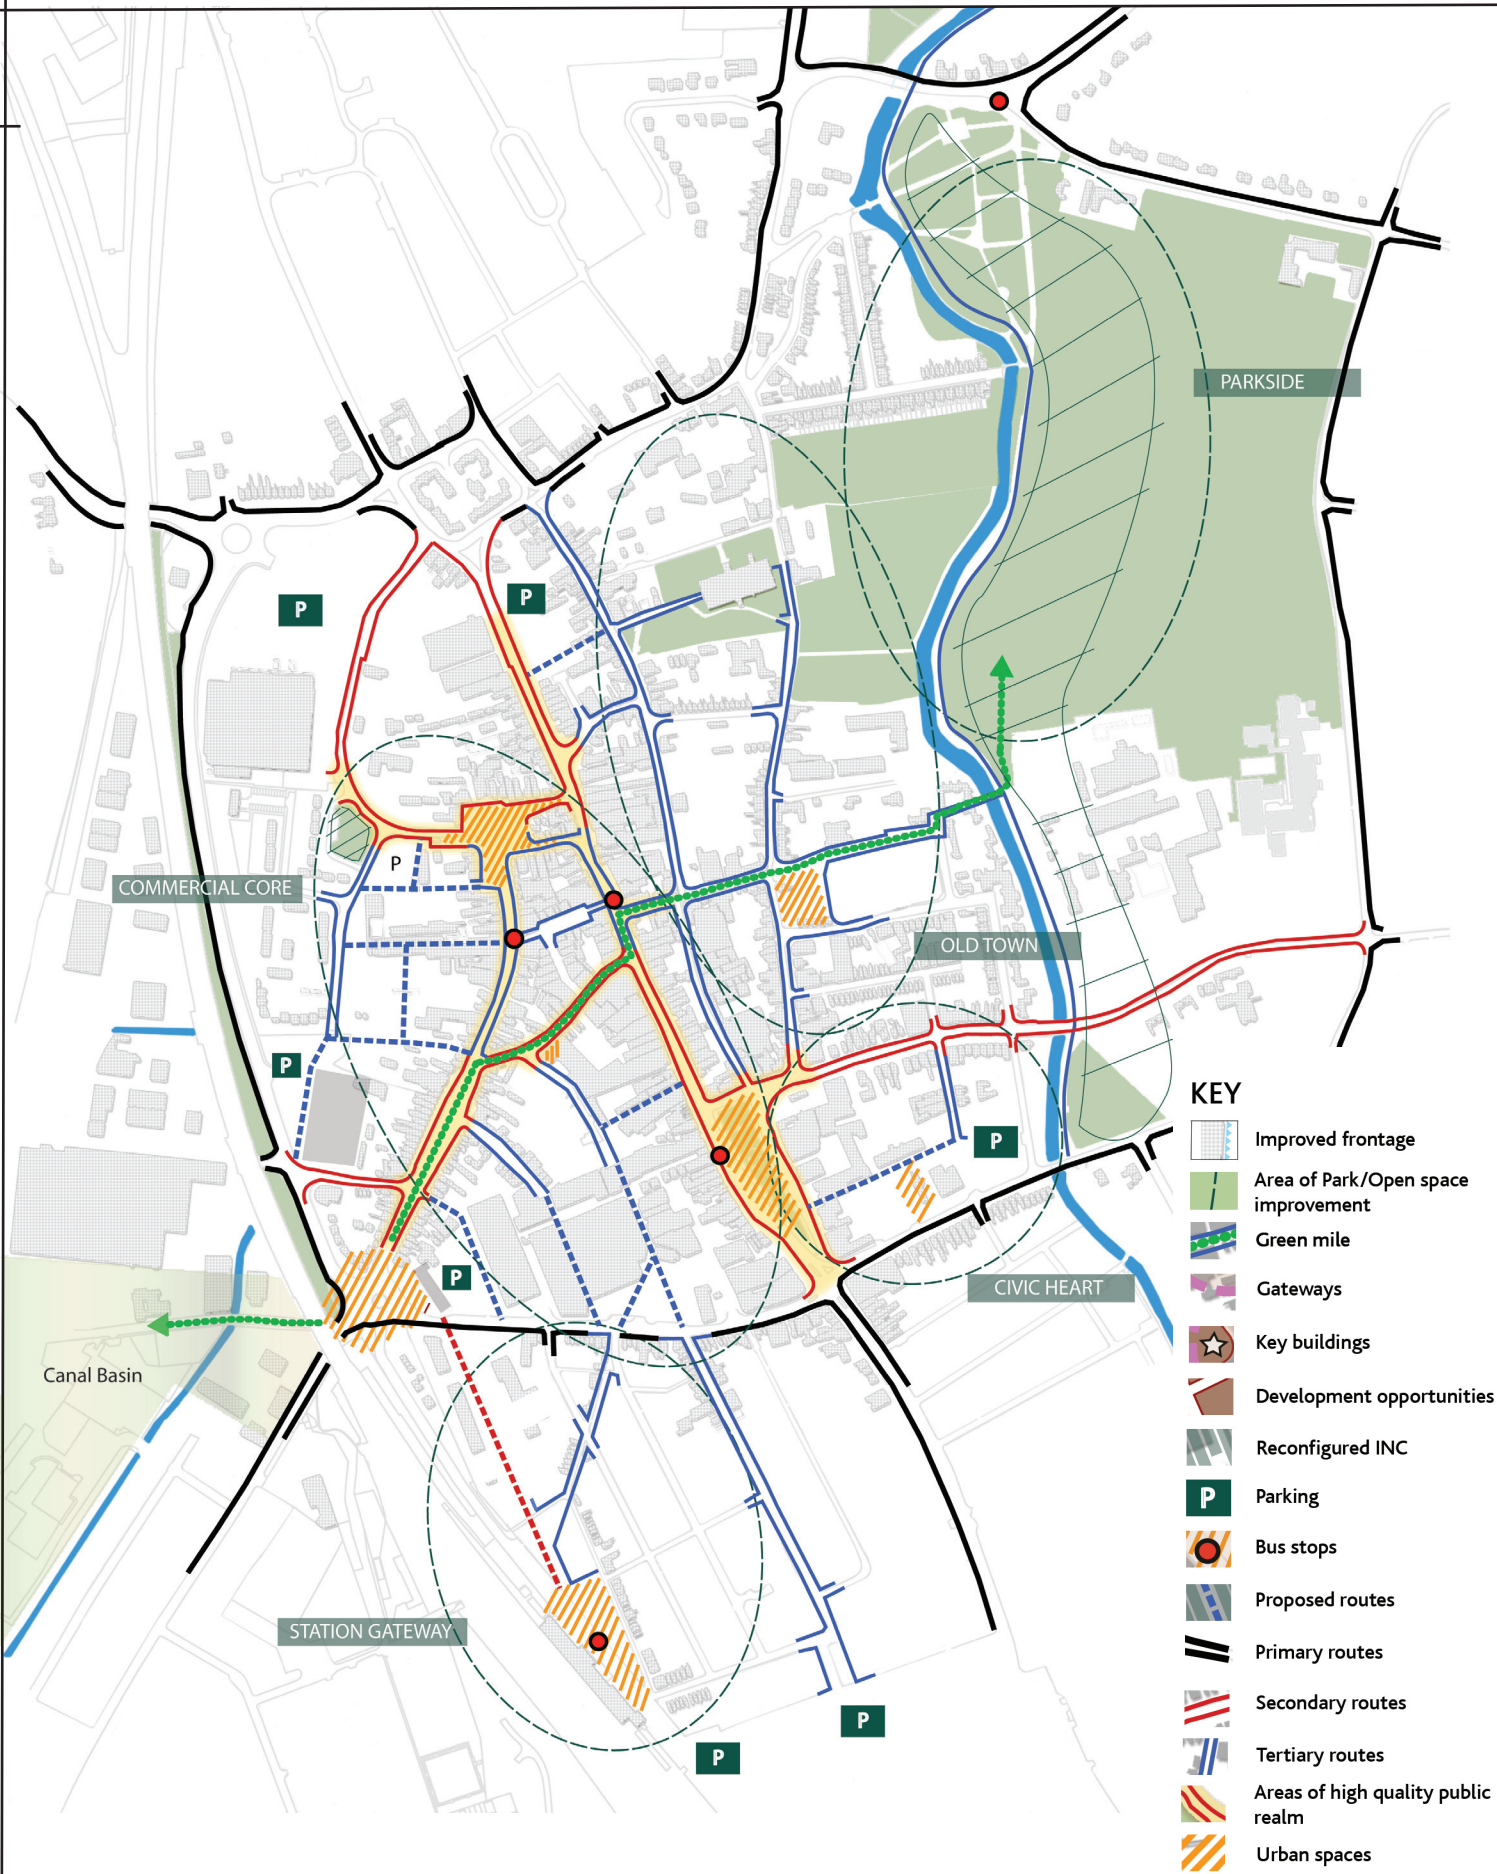 PARKSIDE
P
P
COMMERCIAL CORE
P
OLD TOWN
P
P
P
CIVIC HEART
Canal Basin
STATION GATEWAY
P
P
KEY
Improved frontage
Area of Park/Open space
improvement
Green mile
Gateways
Key buildings
Development opportunities
Reconfigured INC
P
Parking
Bus stops
Proposed routes
Primary routes
Secondary routes
Tertiary routes
Areas of high quality public
realm
Urban spaces